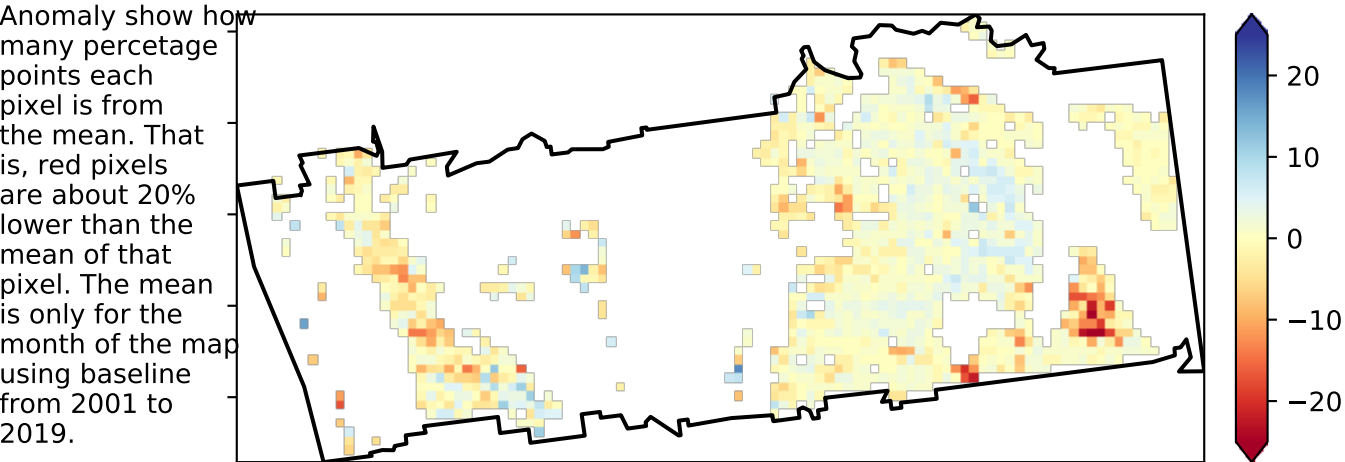 Anomaly show how
many percetage
points each
pixel is from
the mean. That
is, red pixels
are about 20%
lower than the
mean of that
pixel. The mean
is only for the
month of the map
using baseline
from 2001 to
2019.
20
10
0
−10
−20